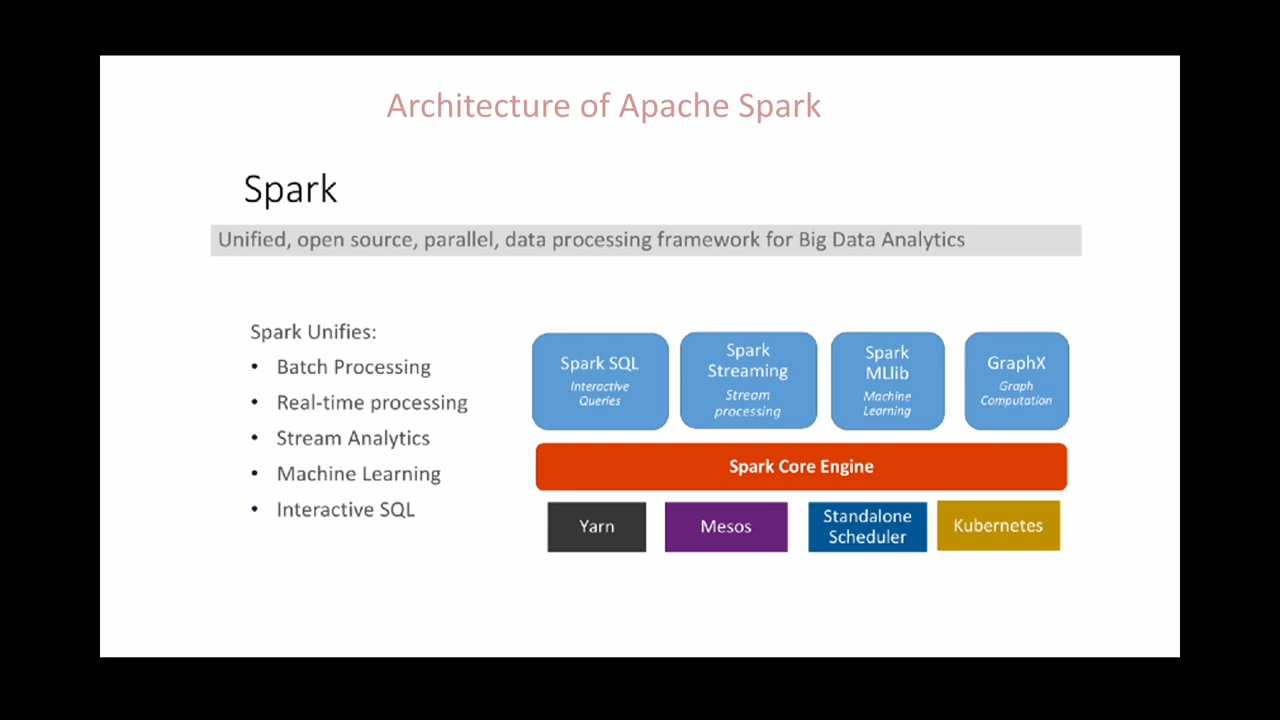 Architecture of Apache Spark
Spark
Unified, open source, parallel, data processing framework for Big Data Analytics
Spark Unifies:
• Batch Processing
• Real-time processing
• Stream Analytics
• Machine Learning
• Interactive SQL
Spark SQL
Interactive
Queries
Spark
Streaming
Stream
processing
Spark
MLlib
Machine
Learning
GraphX
Graph
Computation
Spark Core Engine
Yarn
Mesos
Standalone
Scheduler
Kubernetes